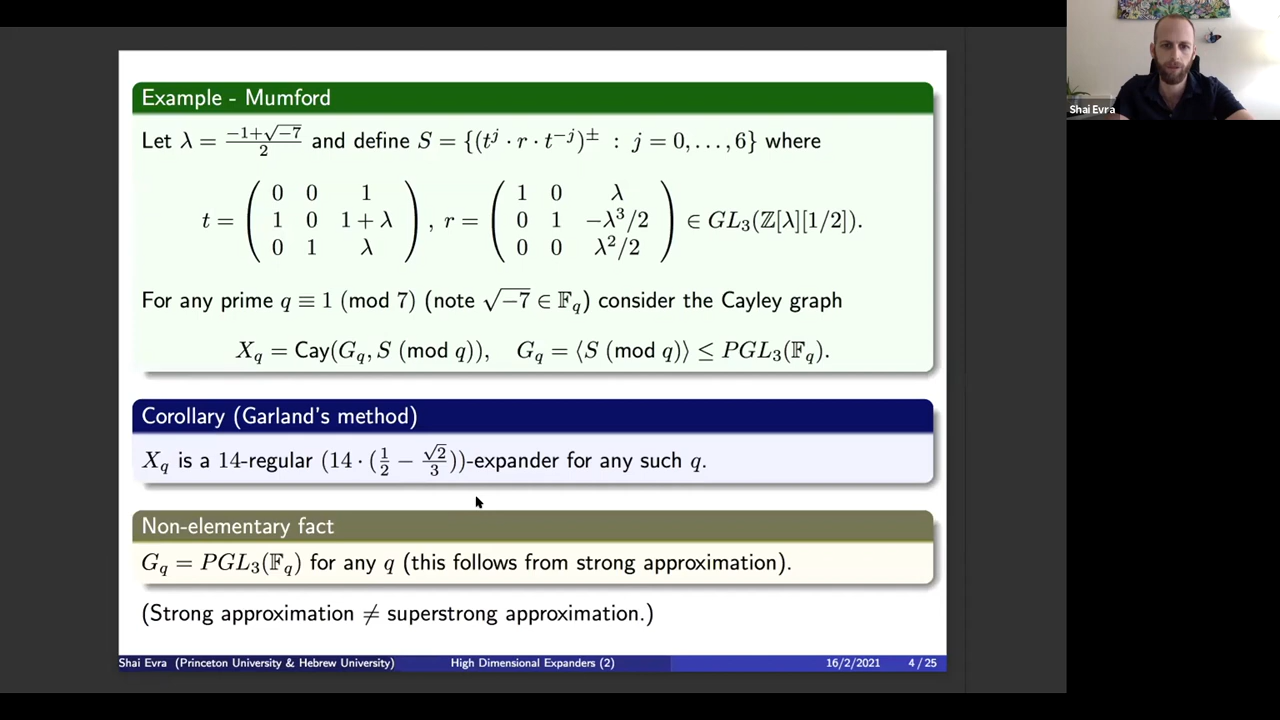 Example - Mumford
Let λ = (-1+√-7)/2 and define S = {(t^j · r · t^{-j})^± : j = 0, . . . , 6} where
t = ( 0 0 1 ; 1 0 1 + λ ; 0 1 λ ) , r = ( 1 0 λ ; 0 1 −λ³/2 ; 0 0 λ²/2 ) ∈ GL₃(ℤ[λ][1/2]).
For any prime q ≡ 1 (mod 7) (note √−7 ∈ 𝔽_q) consider the Cayley graph
X_q = Cay(G_q, S (mod q)), G_q = ⟨S (mod q)⟩ ≤ PGL₃(𝔽_q).
Corollary (Garland's method)
X_q is a 14-regular (14 · (1/2 − √2/3))-expander for any such q.
Non-elementary fact
G_q = PGL₃(𝔽_q) for any q (this follows from strong approximation).
(Strong approximation ≠ superstrong approximation.)
Shai Evra (Princeton University & Hebrew University) High Dimensional Expanders (2) 16/2/2021 4 / 25
Shai Evra